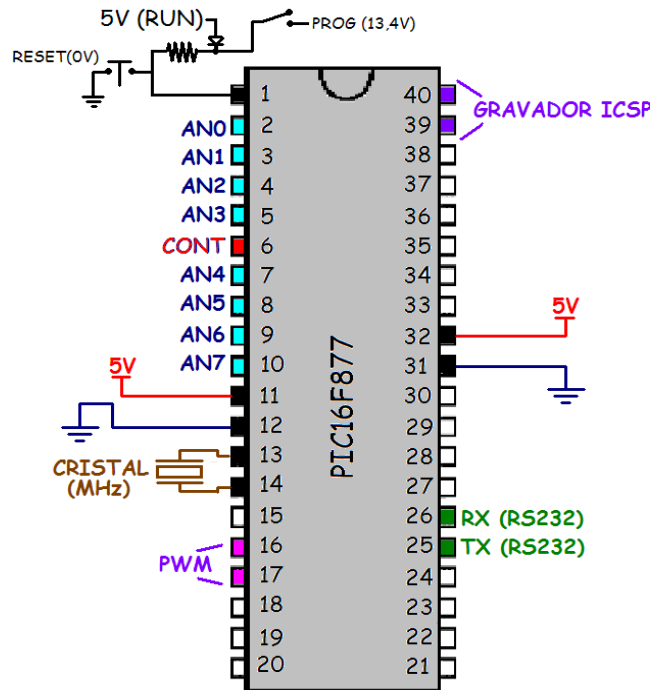 5V (RUN)
PROG (13,4V)
RESET(0V)
1 40
GRAVADOR ICSP
AN0 2 39
AN1 3 38
AN2 4 37
AN3 5 36
CONT 6 35
AN4 7 34
AN5 8 33
5V
AN6 9 32
AN7 10 31
5V
11 30
12 29
13 28
CRISTAL
(MHz)
14 27
15 26 RX (RS232)
16 25 TX (RS232)
PWM
17 24
18 23
19 22
20 21
PIC16F877